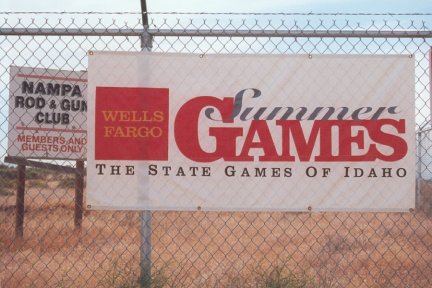 NAMPA
ROD & GUN
CLUB
MEMBERS AND
GUESTS ONLY
WELLS
FARGO
Summer
GAMES
THE STATE GAMES OF IDAHO